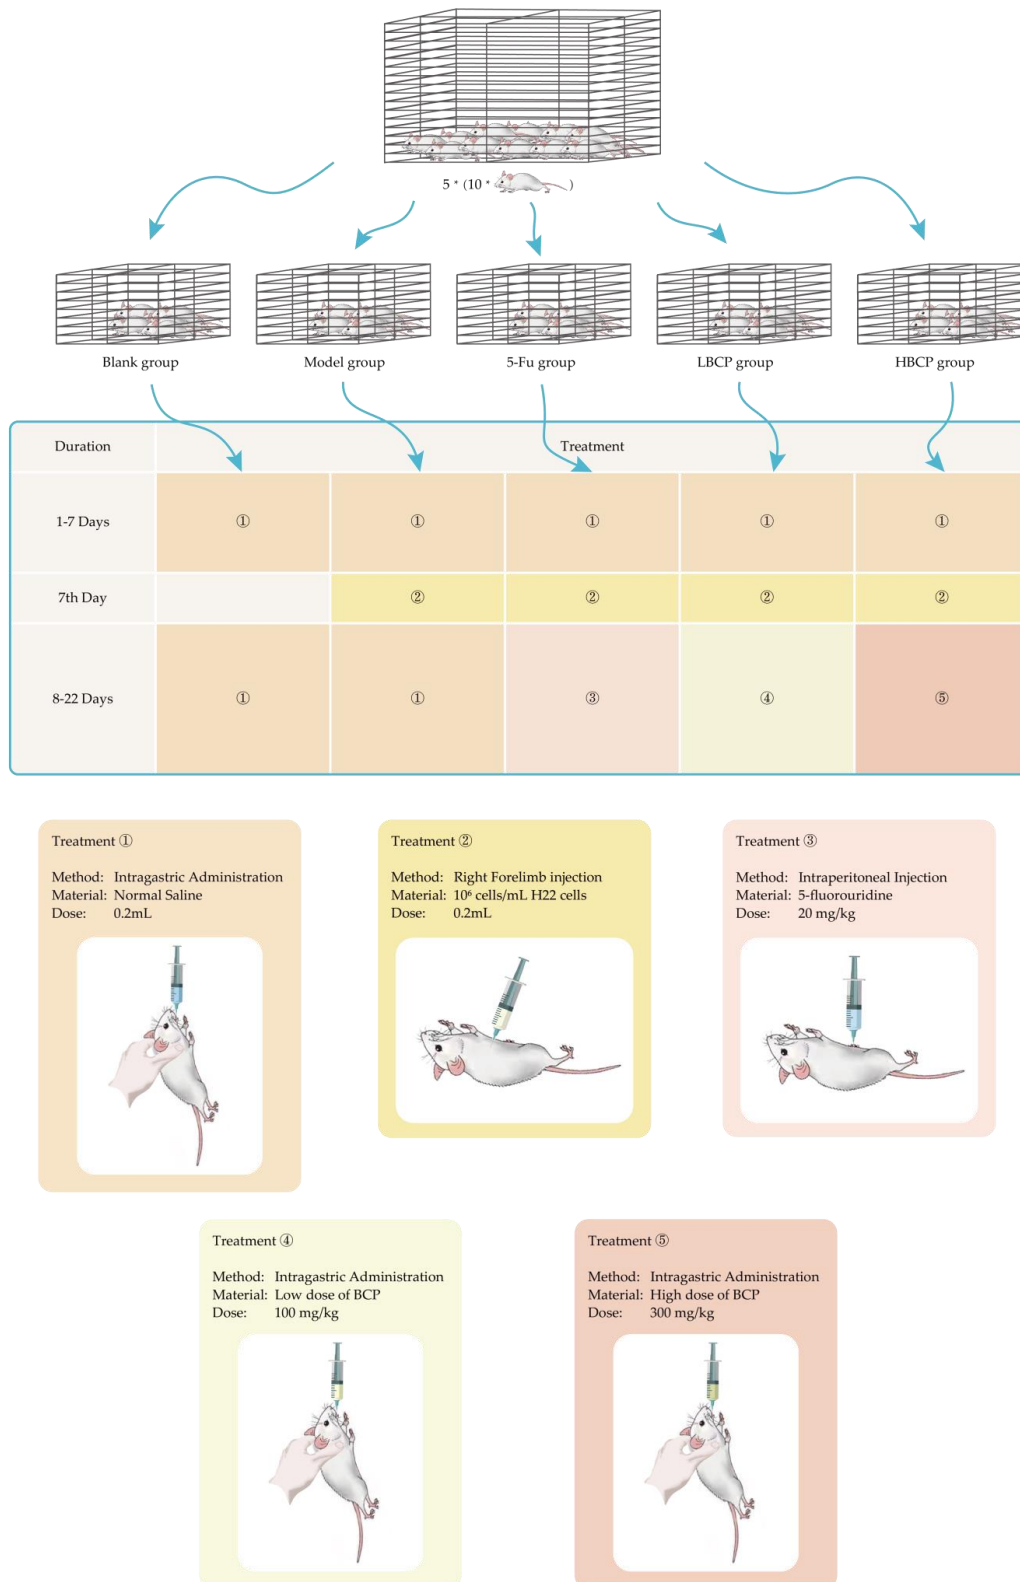 5 * (10 * )
Blank group
Model group
5-Fu group
LBCP group
HBCP group
Duration
Treatment
1-7 Days
①
①
①
①
①
7th Day
②
②
②
②
8-22 Days
①
①
③
④
⑤
Treatment ①
Method: Intragastric Administration
Material: Normal Saline
Dose: 0.2mL
Treatment ②
Method: Right Forelimb injection
Material: 10⁶ cells/mL H22 cells
Dose: 0.2mL
Treatment ③
Method: Intraperitoneal Injection
Material: 5-fluorouridine
Dose: 20 mg/kg
Treatment ④
Method: Intragastric Administration
Material: Low dose of BCP
Dose: 100 mg/kg
Treatment ⑤
Method: Intragastric Administration
Material: High dose of BCP
Dose: 300 mg/kg